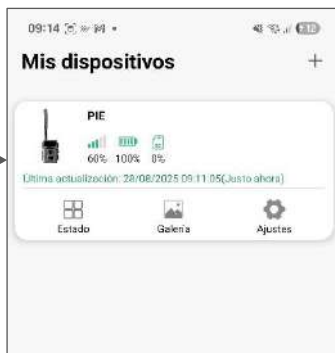 09:14
Mis dispositivos +
PIE
60% 100% 0%
Última actualización: 28/08/2025 09:11:05(Justo ahora)
Estado Galería Ajustes